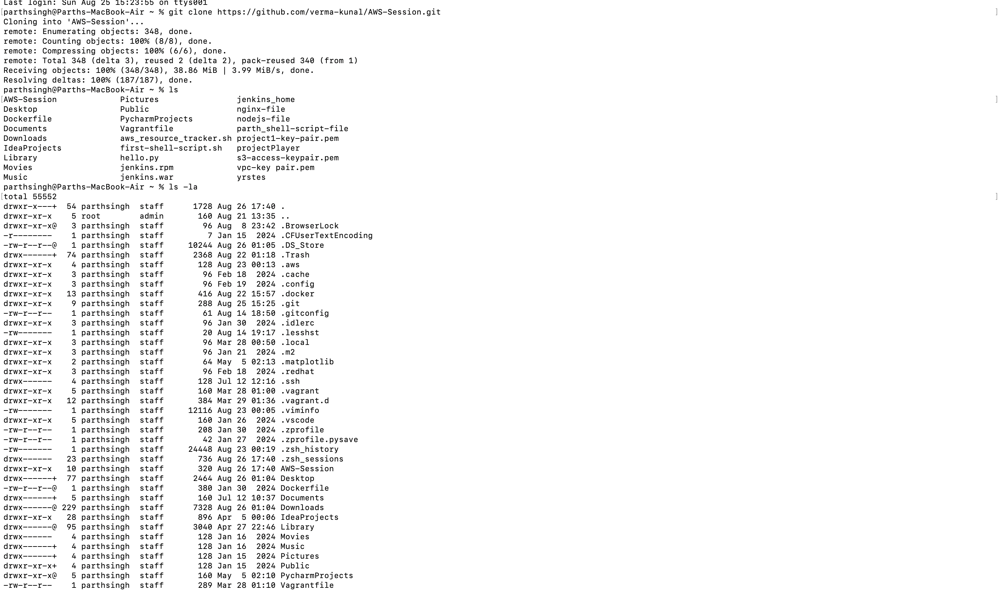 Last login: Sun Aug 25 15:23:55 on ttys001
[parthsingh@Parths-MacBook-Air ~ % git clone https://github.com/verma-kunal/AWS-Session.git ]
Cloning into 'AWS-Session'...
remote: Enumerating objects: 348, done.
remote: Counting objects: 100% (8/8), done.
remote: Compressing objects: 100% (6/6), done.
remote: Total 348 (delta 3), reused 2 (delta 2), pack-reused 340 (from 1)
Receiving objects: 100% (348/348), 38.86 MiB | 3.99 MiB/s, done.
Resolving deltas: 100% (187/187), done.
parthsingh@Parths-MacBook-Air ~ % ls
[AWS-Session             Pictures                jenkins_home ]
Desktop                 Public                  nginx-file
Dockerfile              PycharmProjects         nodejs-file
Documents               Vagrantfile             parth_shell-script-file
Downloads               aws_resource_tracker.sh project1-key-pair.pem
IdeaProjects            first-shell-script.sh   projectPlayer
Library                 hello.py                s3-access-keypair.pem
Movies                  jenkins.rpm             vpc-key pair.pem
Music                   jenkins.war             yrstes
parthsingh@Parths-MacBook-Air ~ % ls -la
[total 55552 ]
drwxr-x---+  54 parthsingh  staff      1728 Aug 26 17:40 .
drwxr-xr-x    5 root        admin       160 Aug 21 13:35 ..
drwxr-xr-x@   3 parthsingh  staff        96 Aug  8 23:42 .BrowserLock
-r--------    1 parthsingh  staff         7 Jan 15  2024 .CFUserTextEncoding
-rw-r--r--@   1 parthsingh  staff     10244 Aug 26 01:05 .DS_Store
drwx------+  74 parthsingh  staff      2368 Aug 22 01:18 .Trash
drwxr-xr-x    4 parthsingh  staff       128 Aug 23 00:13 .aws
drwxr-xr-x    3 parthsingh  staff        96 Feb 18  2024 .cache
drwxr-xr-x    3 parthsingh  staff        96 Feb 19  2024 .config
drwxr-xr-x   13 parthsingh  staff       416 Aug 22 15:57 .docker
drwxr-xr-x    9 parthsingh  staff       288 Aug 25 15:25 .git
-rw-r--r--    1 parthsingh  staff        61 Aug 14 18:50 .gitconfig
drwxr-xr-x    3 parthsingh  staff        96 Jan 30  2024 .idlerc
-rw-------    1 parthsingh  staff        20 Aug 14 19:17 .lesshst
drwxr-xr-x    3 parthsingh  staff        96 Mar 28 00:50 .local
drwxr-xr-x    3 parthsingh  staff        96 Jan 21  2024 .m2
drwxr-xr-x    2 parthsingh  staff        64 May  5 02:13 .matplotlib
drwxr-xr-x    3 parthsingh  staff        96 Feb 18  2024 .redhat
drwx------    4 parthsingh  staff       128 Jul 12 12:16 .ssh
drwxr-xr-x    5 parthsingh  staff       160 Mar 28 01:00 .vagrant
drwxr-xr-x   12 parthsingh  staff       384 Mar 29 01:36 .vagrant.d
-rw-------    1 parthsingh  staff     12116 Aug 23 00:05 .viminfo
drwxr-xr-x    5 parthsingh  staff       160 Jan 26  2024 .vscode
-rw-r--r--    1 parthsingh  staff       208 Jan 30  2024 .zprofile
-rw-r--r--    1 parthsingh  staff        42 Jan 27  2024 .zprofile.pysave
-rw-------    1 parthsingh  staff     24448 Aug 23 00:19 .zsh_history
drwx------   23 parthsingh  staff       736 Aug 26 17:40 .zsh_sessions
drwxr-xr-x   10 parthsingh  staff       320 Aug 26 17:40 AWS-Session
drwx------+  77 parthsingh  staff      2464 Aug 26 01:04 Desktop
-rw-r--r--@   1 parthsingh  staff       380 Jan 30  2024 Dockerfile
drwx------+   5 parthsingh  staff       160 Jul 12 10:37 Documents
drwx------@ 229 parthsingh  staff      7328 Aug 26 01:04 Downloads
drwxr-xr-x   28 parthsingh  staff       896 Apr  5 00:06 IdeaProjects
drwx------@  95 parthsingh  staff      3040 Apr 27 22:46 Library
drwx------    4 parthsingh  staff       128 Jan 16  2024 Movies
drwx------+   4 parthsingh  staff       128 Jan 16  2024 Music
drwx------+   4 parthsingh  staff       128 Jan 15  2024 Pictures
drwxr-xr-x+   4 parthsingh  staff       128 Jan 15  2024 Public
drwxr-xr-x@   5 parthsingh  staff       160 May  5 02:10 PycharmProjects
-rw-r--r--    1 parthsingh  staff       289 Mar 28 01:10 Vagrantfile